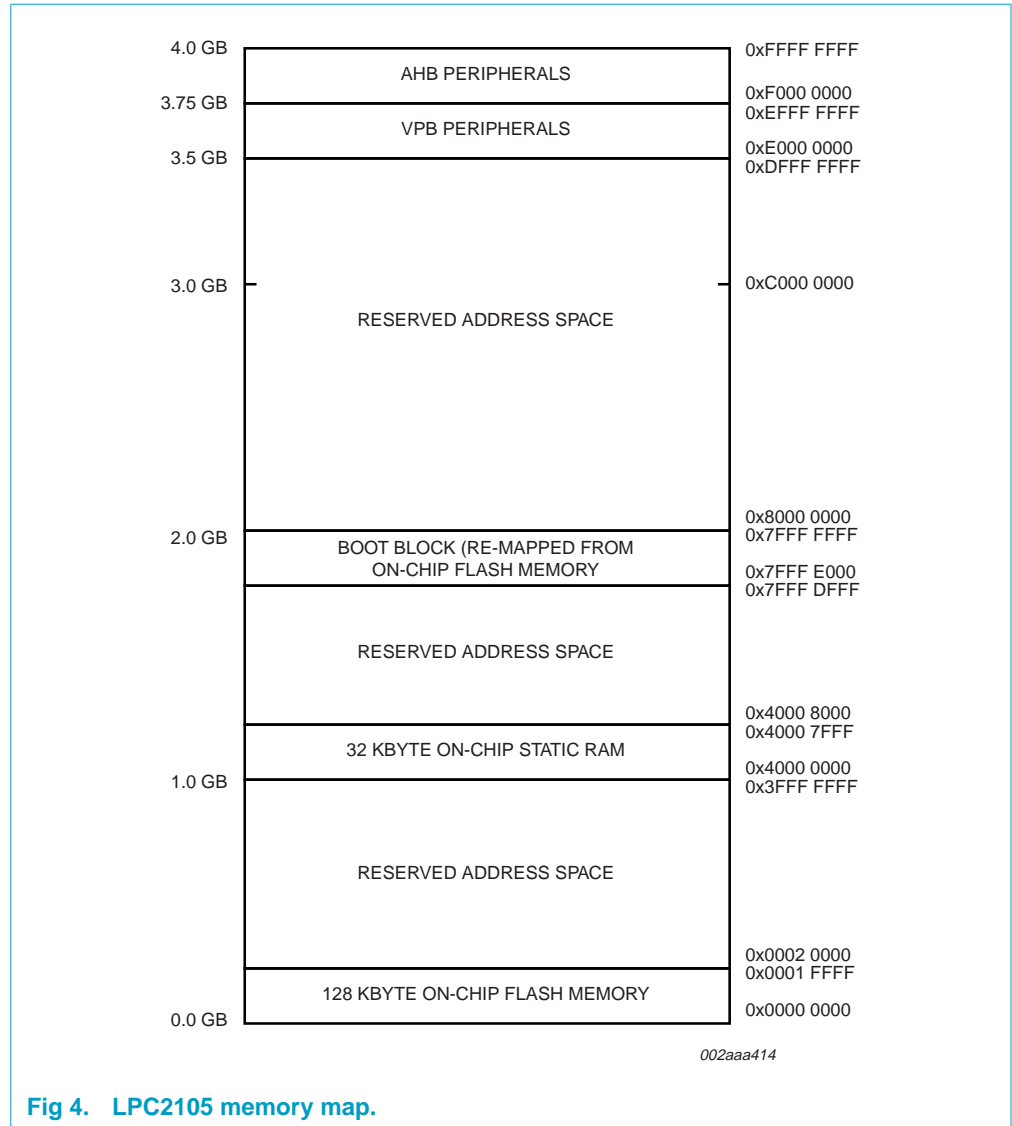 4.0 GB
0xFFFF FFFF
AHB PERIPHERALS
0xF000 0000
3.75 GB
0xEFFF FFFF
VPB PERIPHERALS
0xE000 0000
3.5 GB
0xDFFF FFFF
3.0 GB
0xC000 0000
RESERVED ADDRESS SPACE
0x8000 0000
2.0 GB
0x7FFF FFFF
BOOT BLOCK (RE-MAPPED FROM
ON-CHIP FLASH MEMORY
0x7FFF E000
0x7FFF DFFF
RESERVED ADDRESS SPACE
0x4000 8000
0x4000 7FFF
32 KBYTE ON-CHIP STATIC RAM
0x4000 0000
1.0 GB
0x3FFF FFFF
RESERVED ADDRESS SPACE
0x0002 0000
0x0001 FFFF
128 KBYTE ON-CHIP FLASH MEMORY
0x0000 0000
0.0 GB
002aaa414
Fig 4. LPC2105 memory map.